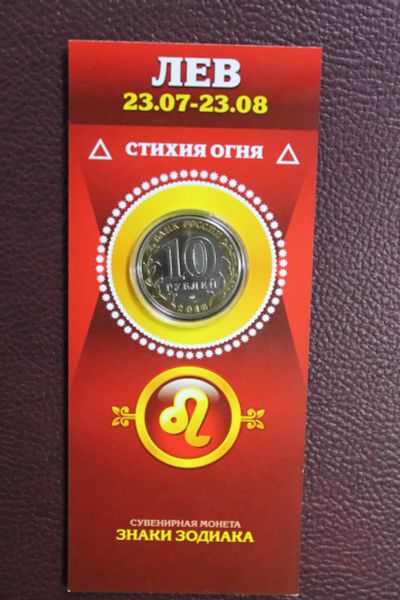 ЛЕВ
23.07-23.08
СТИХИЯ ОГНЯ
БАНК РОССИИ
10
РУБЛЕЙ
СУВЕНИРНАЯ МОНЕТА
ЗНАКИ ЗОДИАКА